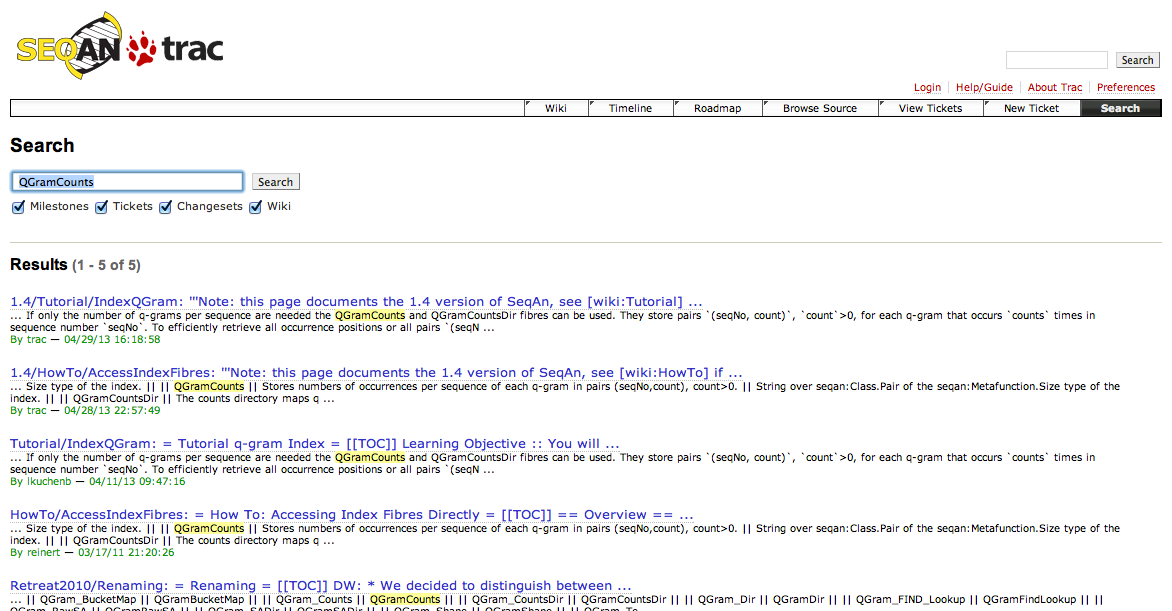 SEQAN trac
Search
Login Help/Guide About Trac Preferences
Wiki Timeline Roadmap Browse Source View Tickets New Ticket Search
Search
QGramCounts Search
Milestones Tickets Changesets Wiki
Results (1 - 5 of 5)
1.4/Tutorial/IndexQGram: '''Note: this page documents the 1.4 version of SeqAn, see [wiki:Tutorial] ...
... If only the number of q-grams per sequence are needed the QGramCounts and QGramCountsDir fibres can be used. They store pairs `(seqNo, count)`, `count`>0, for each q-gram that occurs `counts` times in
sequence number `seqNo`. To efficiently retrieve all occurrence positions or all pairs `(seqN ...
By trac — 04/29/13 16:18:58
1.4/HowTo/AccessIndexFibres: '''Note: this page documents the 1.4 version of SeqAn, see [wiki:HowTo] if ...
... Size type of the index. || || QGramCounts || Stores numbers of occurrences per sequence of each q-gram in pairs (seqNo,count), count>0. || String over seqan:Class.Pair of the seqan:Metafunction.Size type of the
index. || || QGramCountsDir || The counts directory maps q ...
By trac — 04/28/13 22:57:49
Tutorial/IndexQGram: = Tutorial q-gram Index = [[TOC]] Learning Objective :: You will ...
... If only the number of q-grams per sequence are needed the QGramCounts and QGramCountsDir fibres can be used. They store pairs `(seqNo, count)`, `count`>0, for each q-gram that occurs `counts` times in
sequence number `seqNo`. To efficiently retrieve all occurrence positions or all pairs `(seqN ...
By lkuchenb — 04/11/13 09:47:16
HowTo/AccessIndexFibres: = How To: Accessing Index Fibres Directly = [[TOC]] == Overview == ...
... Size type of the index. || || QGramCounts || Stores numbers of occurrences per sequence of each q-gram in pairs (seqNo,count), count>0. || String over seqan:Class.Pair of the seqan:Metafunction.Size type of the
index. || || QGramCountsDir || The counts directory maps q ...
By reinert — 03/17/11 21:20:26
Retreat2010/Renaming: = Renaming = [[TOC]] DW: * We decided to distinguish between ...
... || QGram_BucketMap || QGramBucketMap || || QGram_Counts || QGramCounts || || QGram_CountsDir || QGramCountsDir || || QGram_Dir || QGramDir || || QGram_FIND_Lookup || QGramFindLookup || ||